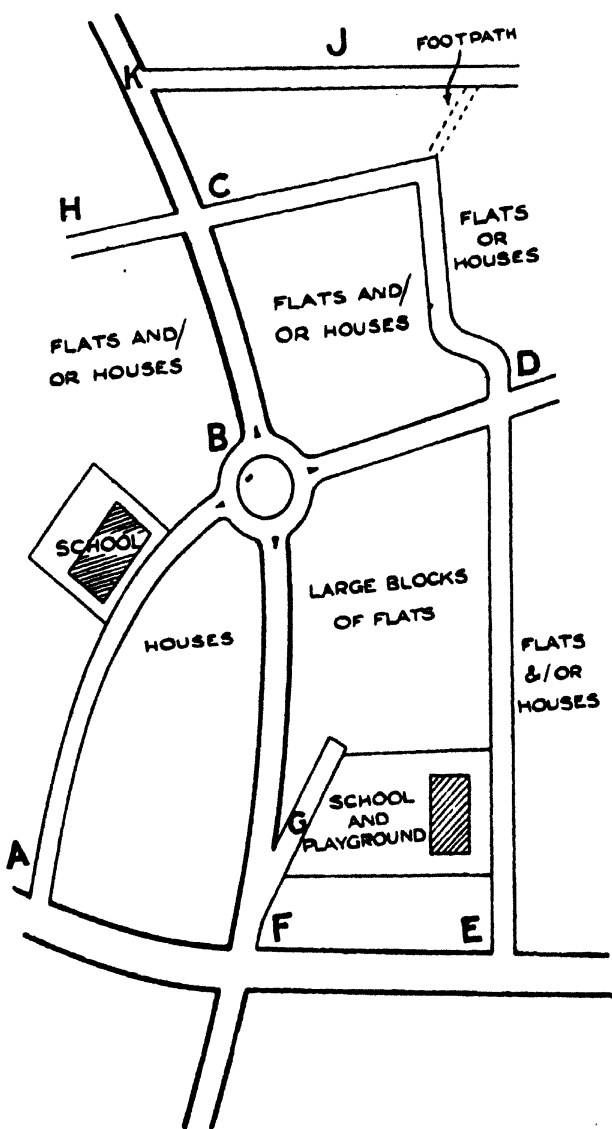 J
FOOTPATH
K
C
H
FLATS
OR
HOUSES
FLATS AND/
OR HOUSES
FLATS AND/
OR HOUSES
D
B
SCHOOL
LARGE BLOCKS
OF FLATS
HOUSES
FLATS
&/OR
HOUSES
SCHOOL
AND
PLAYGROUND
G
A
F
E